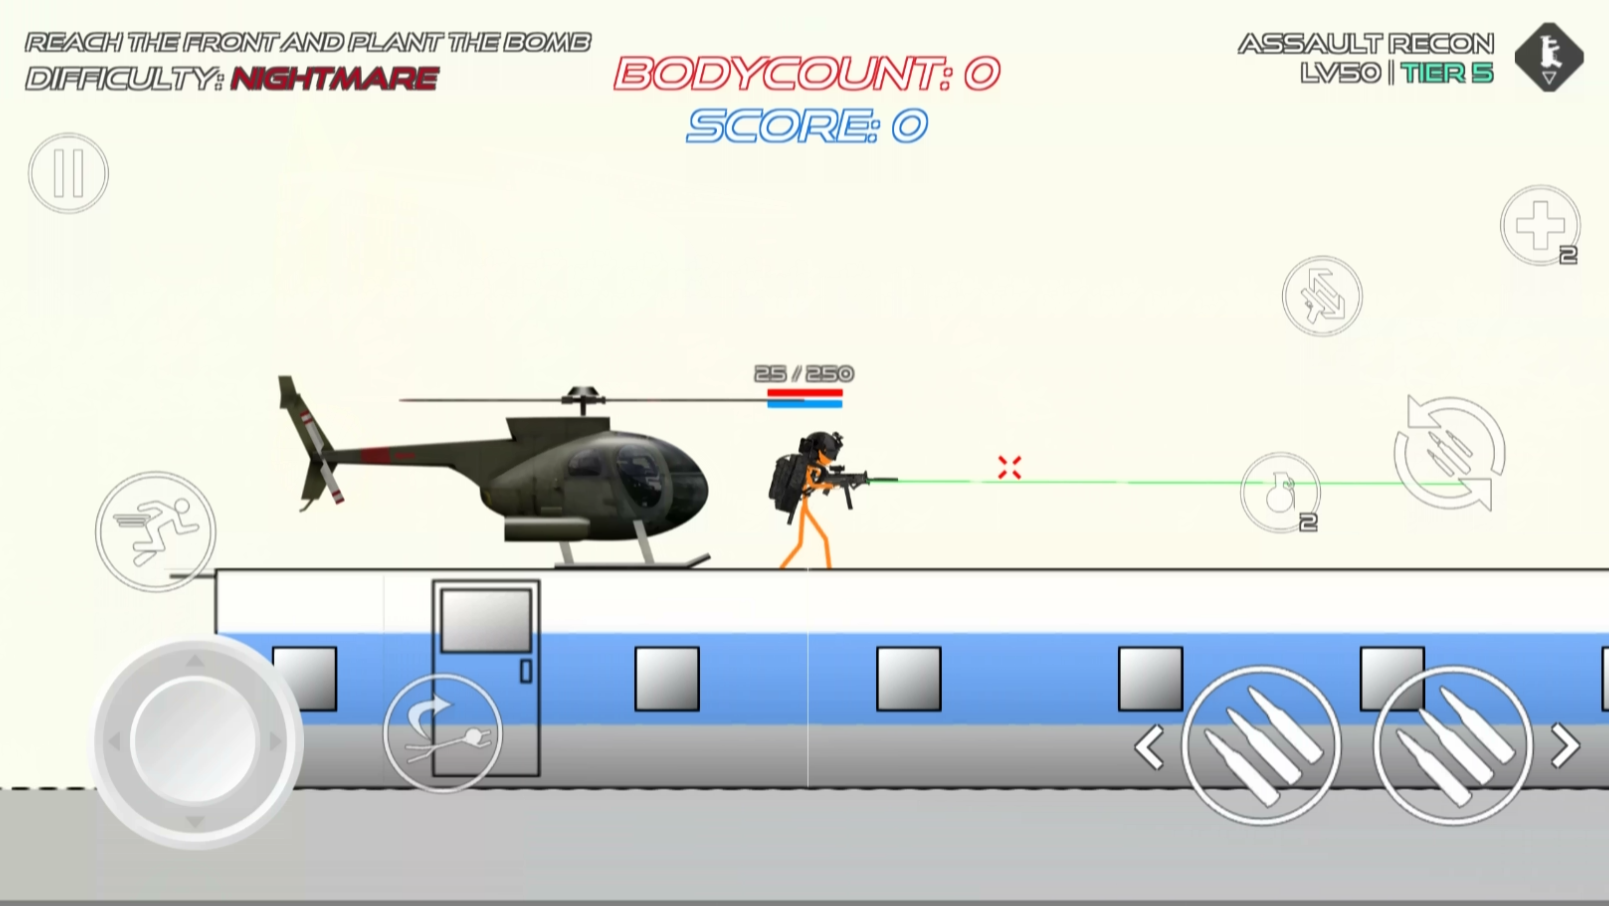 REACH THE FRONT AND PLANT THE BOMB
DIFFICULTY: NIGHTMARE
BODYCOUNT: 0
SCORE: 0
ASSAULT RECON
LV50 | TIER 5
2
25 / 250
2